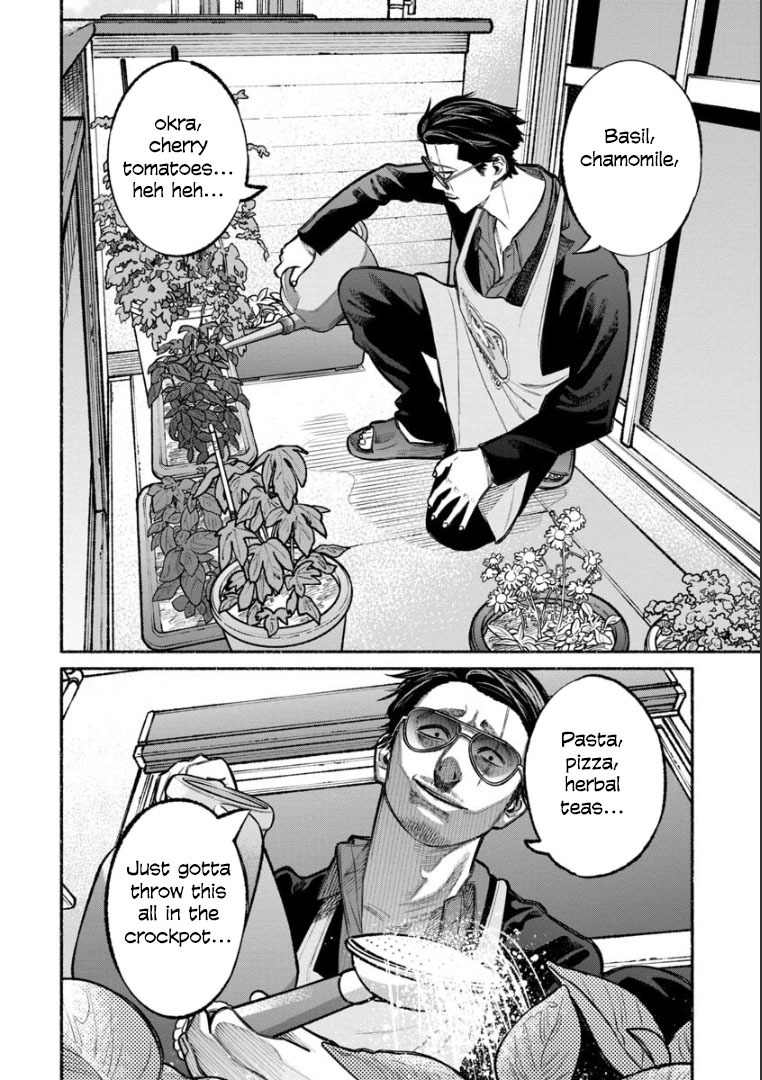 Basil,
chamomile,
okra,
cherry
tomatoes...
heh heh...
Pasta,
pizza,
herbal
teas...
Just gotta
throw this
all in the
crockpot...